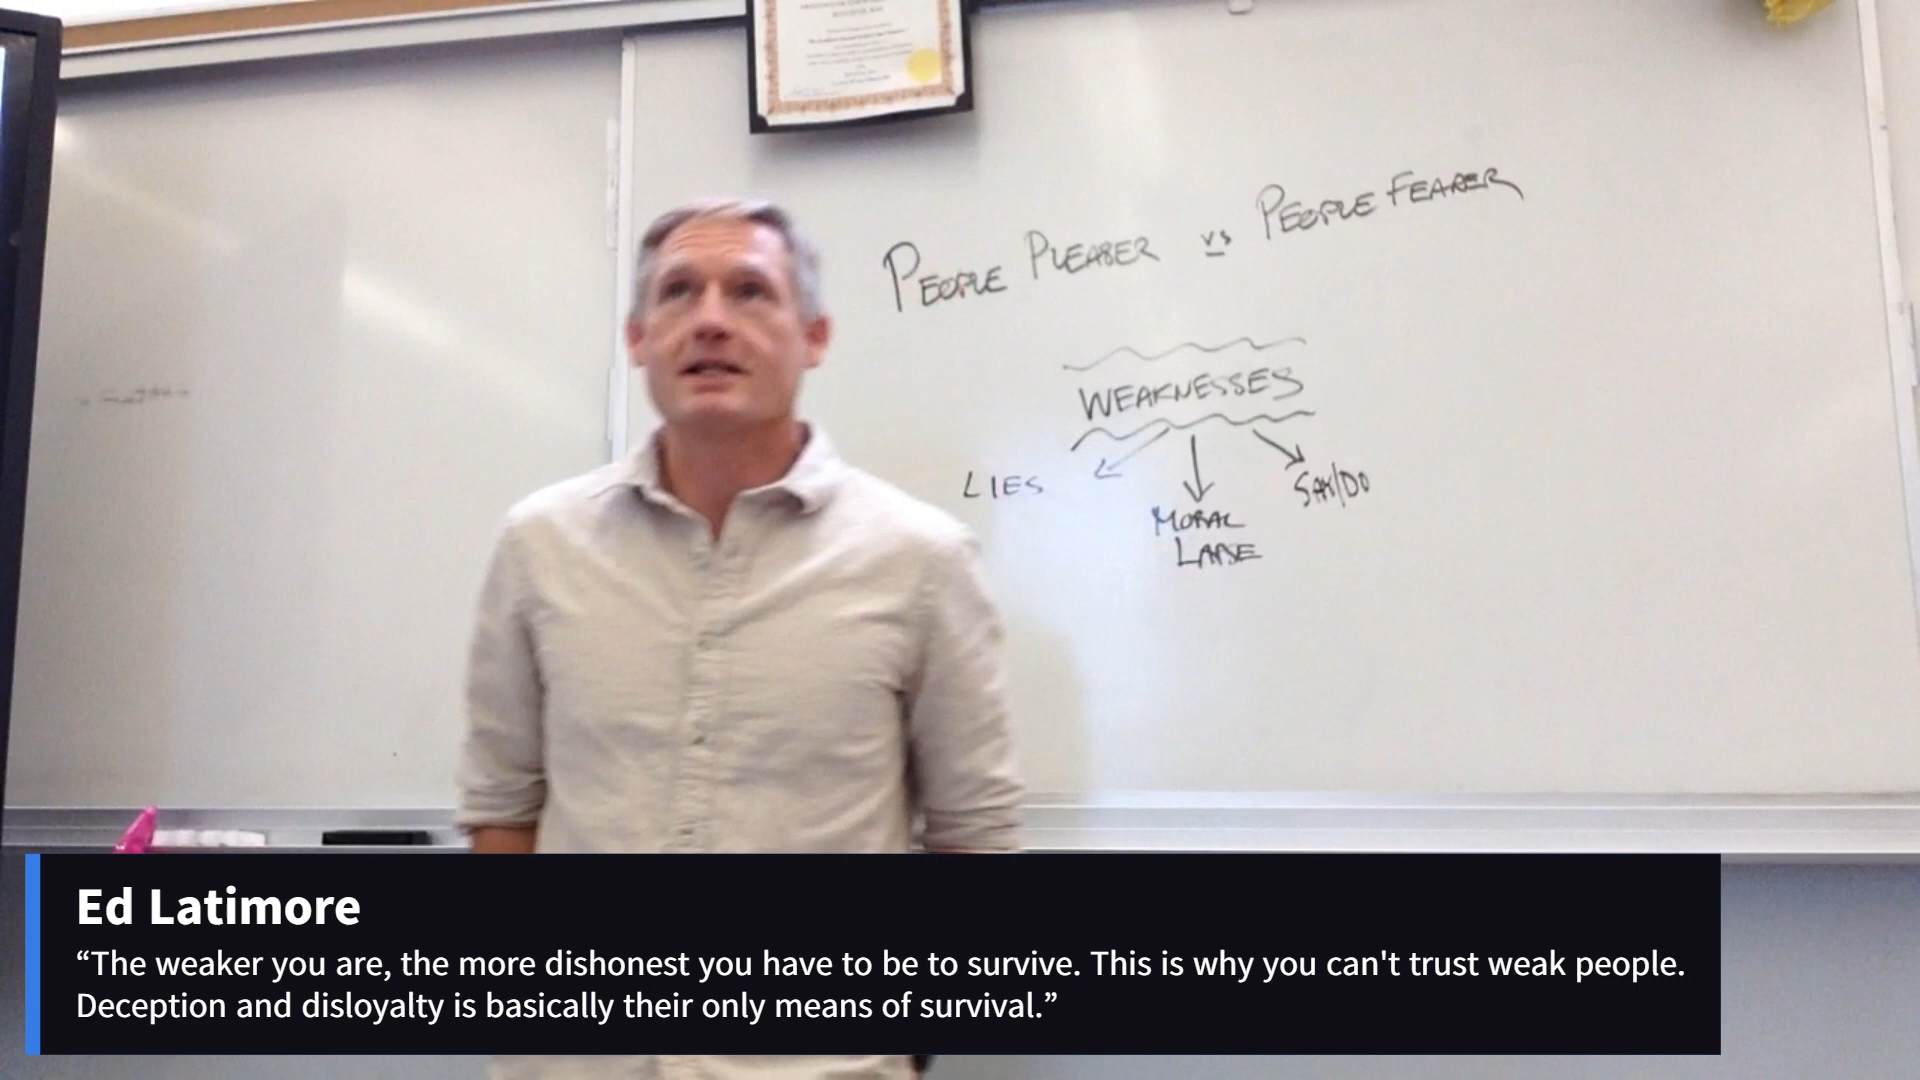 PEOPLE PLEASER vs PEOPLE FEARER
WEAKNESSES
LIES
MORAL
LAPSE
SAY/DO
Ed Latimore
“The weaker you are, the more dishonest you have to be to survive. This is why you can't trust weak people.
Deception and disloyalty is basically their only means of survival.”